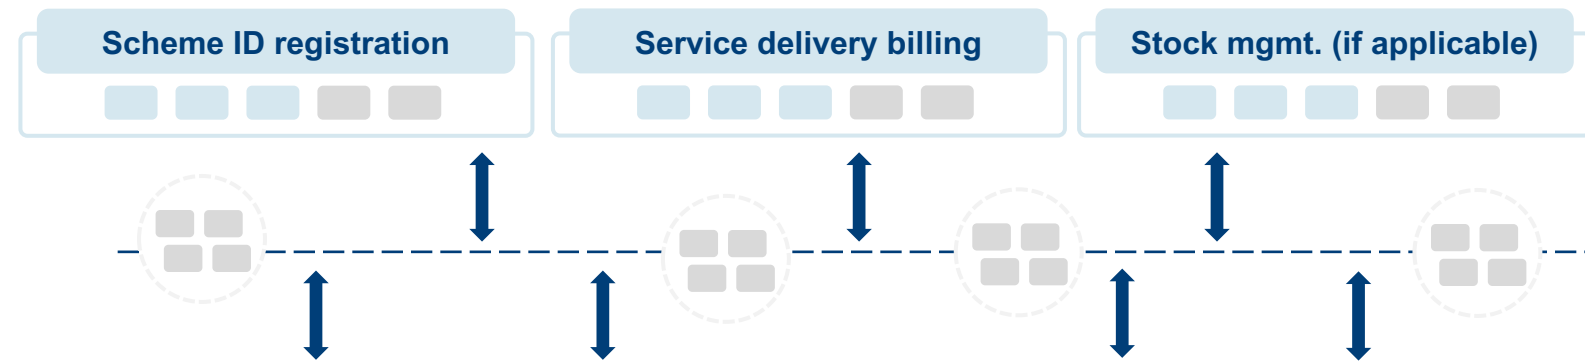 Scheme ID registration
Service delivery billing
Stock mgmt. (if applicable)